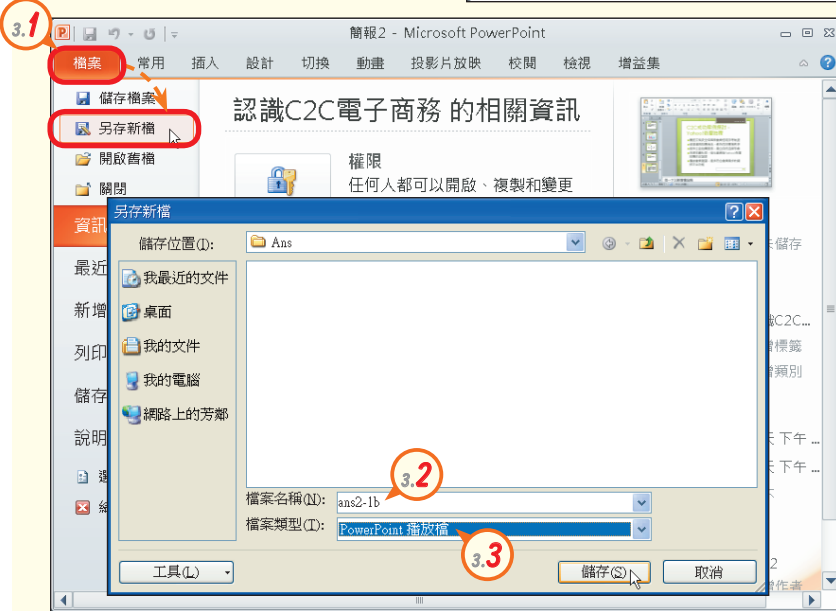 3.1
簡報2 - Microsoft PowerPoint
檔案 常用 插入 設計 切換 動畫 投影片放映 校閱 檢視 增益集
儲存檔案
另存新檔
開啟舊檔
關閉
認識C2C電子商務 的相關資訊
權限
任何人都可以開啟、複製和變更
資訊
最近
新增
列印
儲存
說明
另存新檔
儲存位置(I):
Ans
我最近的文件
桌面
我的文件
我的電腦
網路上的芳鄰
3.2
檔案名稱(N):
ans2-1b
檔案類型(T):
PowerPoint 播放檔
3.3
工具(L)
儲存(S)
取消
儲存
C2C...
標籤
類別
天 下午 ...
天 下午 ...
2
作者